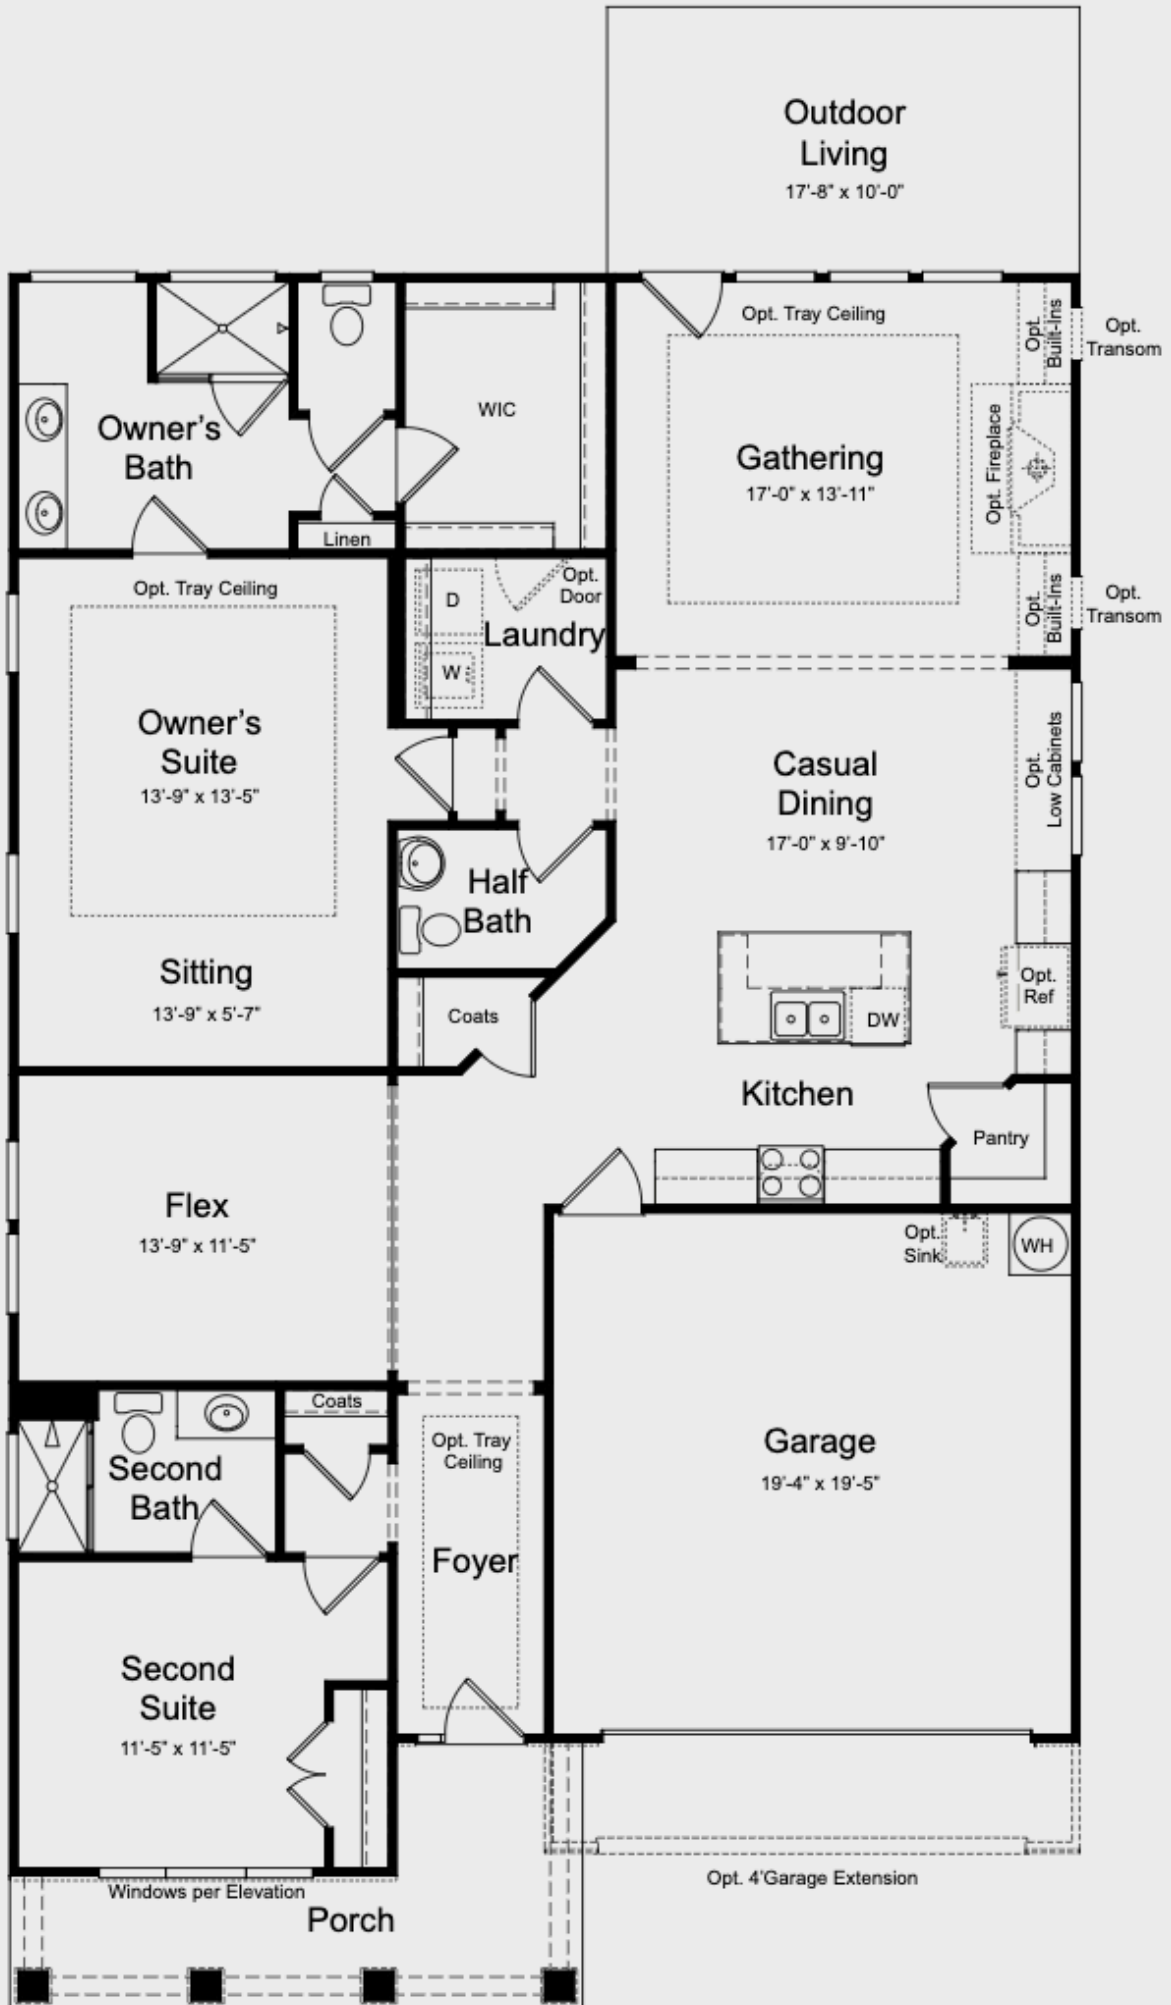 Outdoor
Living
17'-8" x 10'-0"
Opt. Tray Ceiling
Opt.
Built-Ins
Opt.
Transom
Owner's
Bath
WIC
Gathering
17'-0" x 13'-11"
Opt. Fireplace
Linen
Opt. Tray Ceiling
D
Opt.
Door
Laundry
W
Opt.
Built-Ins
Opt.
Transom
Owner's
Suite
13'-9" x 13'-5"
Casual
Dining
17'-0" x 9'-10"
Opt.
Low Cabinets
Half
Bath
Sitting
13'-9" x 5'-7"
Coats
DW
Opt.
Ref
Kitchen
Pantry
Flex
13'-9" x 11'-5"
Opt.
Sink
WH
Coats
Opt. Tray
Ceiling
Second
Bath
Garage
19'-4" x 19'-5"
Foyer
Second
Suite
11'-5" x 11'-5"
Windows per Elevation
Opt. 4'Garage Extension
Porch